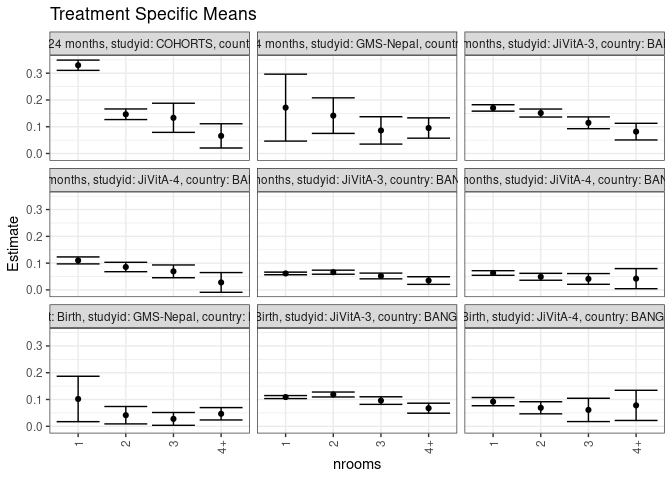 Treatment Specific Means
24 months, studyid: COHORTS, count
months, studyid: GMS-Nepal, countr
months, studyid: JiVitA-3, country: BA
0.3
0.2
0.1
0.0
months, studyid: JiVitA-4, country: BA
months, studyid: JiVitA-3, country: BAN
months, studyid: JiVitA-4, country: BAN
0.3
0.2
0.1
0.0
Estimate
t: Birth, studyid: GMS-Nepal, country:
Birth, studyid: JiVitA-3, country: BANG
Birth, studyid: JiVitA-4, country: BANG
0.3
0.2
0.1
0.0
1
2
3
4+
1
2
3
4+
1
2
3
4+
nrooms